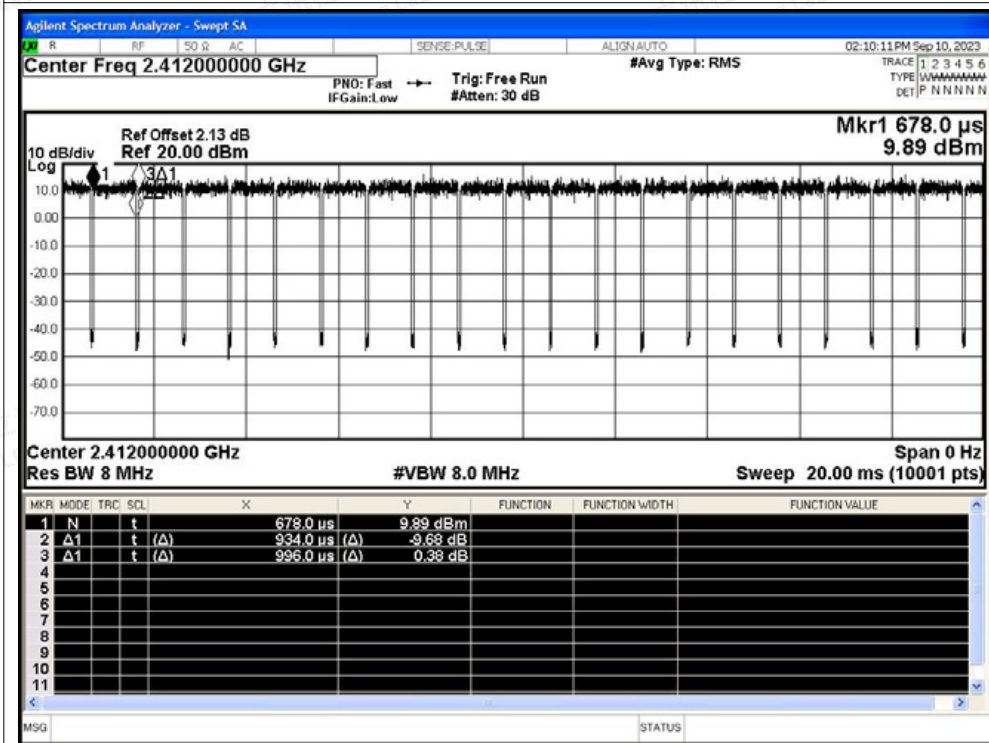 Agilent Spectrum Analyzer - Swept SA
R RF 50 Ω AC SENSE:PULSE ALIGN AUTO 02:10:11 PM Sep 10, 2023
Center Freq 2.412000000 GHz #Avg Type: RMS TRACE 1 2 3 4 5 6
PNO: Fast Trig: Free Run TYPE
IFGain:Low #Atten: 30 dB DET P N N N N N
Mkr1 678.0 µs
Ref Offset 2.13 dB
10 dB/div Ref 20.00 dBm 9.89 dBm
Log
1 3Δ1
10.0
0.00
-10.0
-20.0
-30.0
-40.0
-50.0
-60.0
-70.0
Center 2.412000000 GHz Span 0 Hz
Res BW 8 MHz #VBW 8.0 MHz Sweep 20.00 ms (10001 pts)
MKR MODE TRC SCL X Y FUNCTION FUNCTION WIDTH FUNCTION VALUE
1 N t 678.0 µs 9.89 dBm
2 Δ1 t (Δ) 934.0 µs (Δ) -9.68 dB
3 Δ1 t (Δ) 996.0 µs (Δ) 0.38 dB
4
5
6
7
8
9
10
11
MSG STATUS